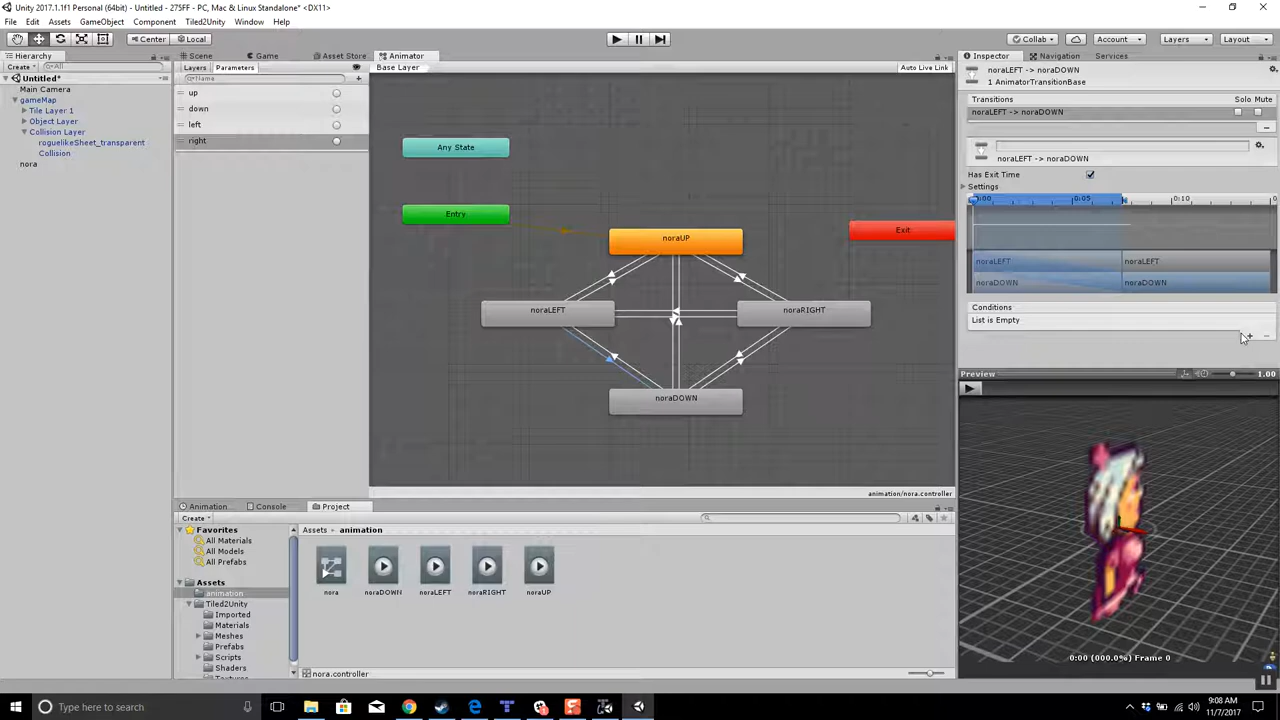 Unity 2017.1.1f1 Personal (64bit) - Untitled - 275FF - PC, Mac & Linux Standalone* <DX11>
File Edit Assets GameObject Component Tiled2Unity Window Help
Center Local Collab Account Layers Layout
Hierarchy Scene Game Asset Store Animator Inspector Navigation Services
Create All Layers Parameters Base Layer Auto Live Link
Untitled*
Main Camera
gameMap
Tile Layer 1
Object Layer
Collision Layer
roguelikeSheet_transparent
Collision
nora
Name
up
down
left
right
Any State
Entry
noraUP
Exit
noraLEFT
noraRIGHT
noraDOWN
animation/nora.controller
noraLEFT -> noraDOWN
1 AnimatorTransitionBase
Transitions Solo Mute
noraLEFT -> noraDOWN
noraLEFT -> noraDOWN
Has Exit Time
Settings
0:00 0:05 0:10
noraLEFT noraLEFT
noraDOWN noraDOWN
Conditions
List is Empty
Preview 1.00
0:00 (000.0%) Frame 0
Animation Console Project
Create
Favorites
All Materials
All Models
All Prefabs
Assets
animation
Tiled2Unity
Imported
Materials
Meshes
Prefabs
Scripts
Shaders
Assets animation
nora noraDOWN noraLEFT noraRIGHT noraUP
nora.controller
Type here to search
9:08 AM
11/7/2017